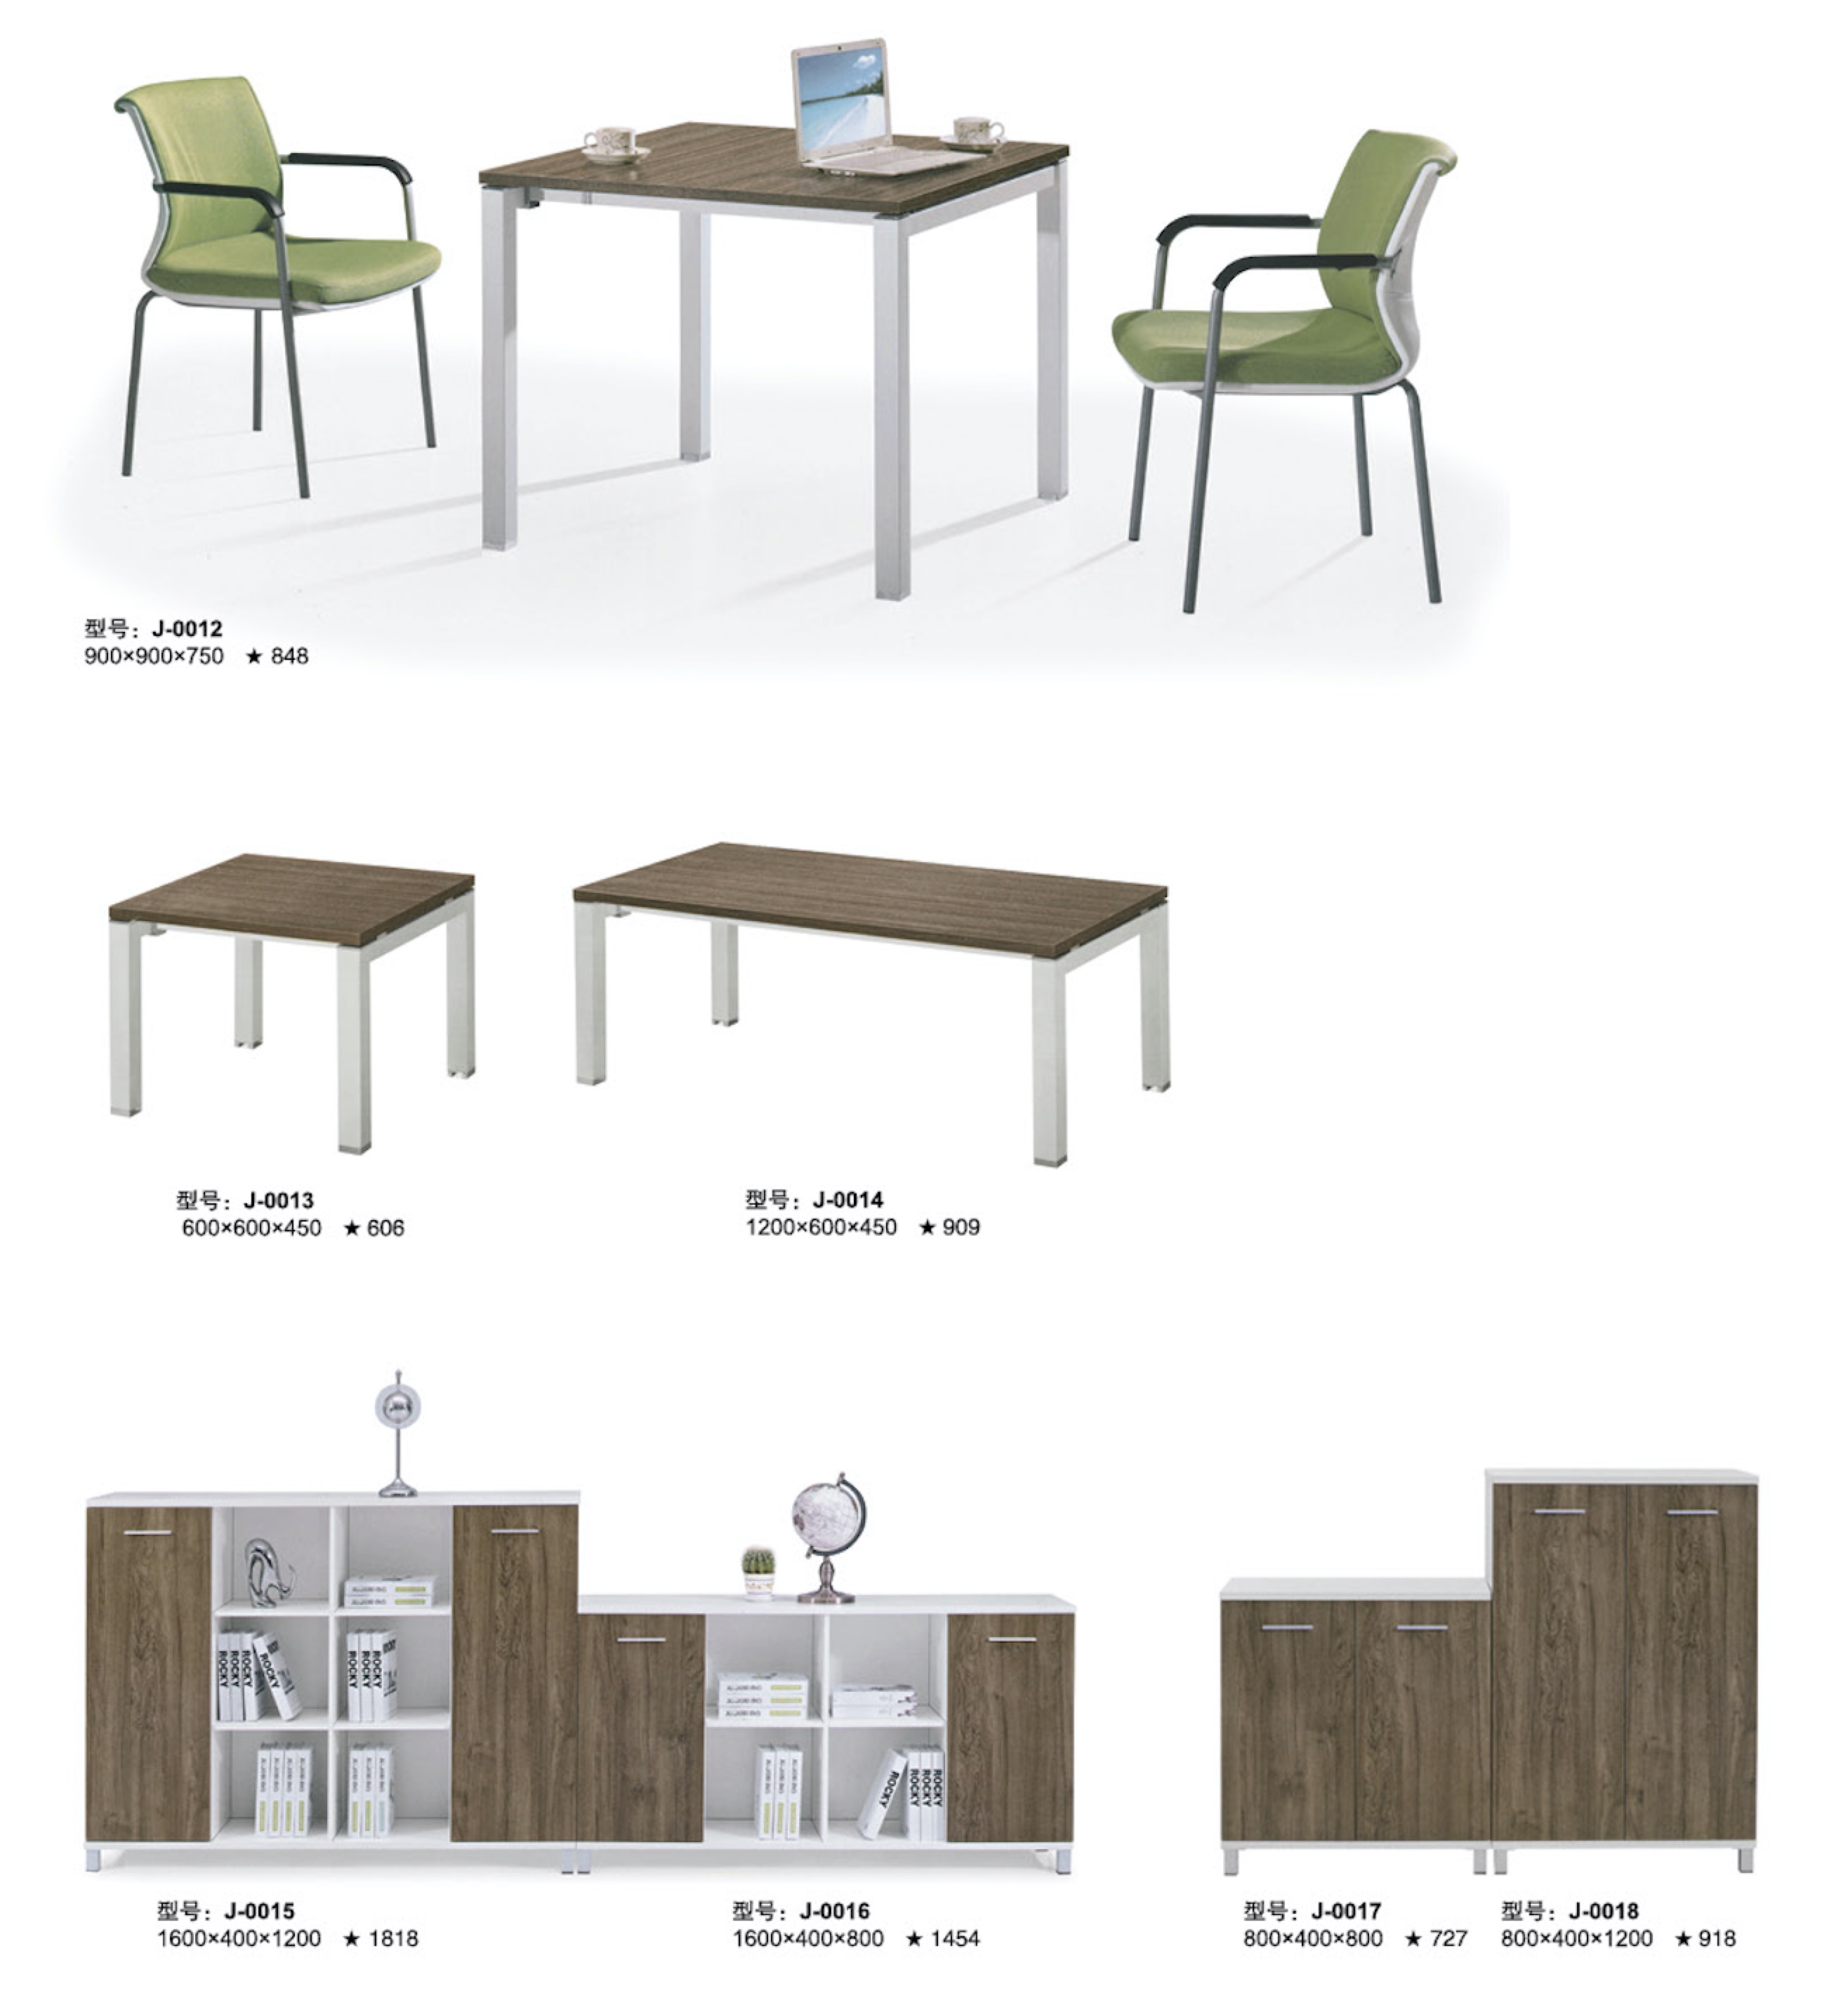 型号：J-0012
900×900×750 ★ 848
型号：J-0013
600×600×450 ★ 606
型号：J-0014
1200×600×450 ★ 909
ROCKY
ROCKY
ROCKY
ROCKY
ROCKY
ROCKY
ROCKY
ROCKY
ROCKY
ROCKY
型号：J-0015
1600×400×1200 ★ 1818
型号：J-0016
1600×400×800 ★ 1454
型号：J-0017
800×400×800 ★ 727
型号：J-0018
800×400×1200 ★ 918